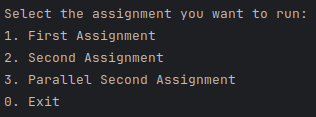 Select the assignment you want to run:
1. First Assignment
2. Second Assignment
3. Parallel Second Assignment
0. Exit